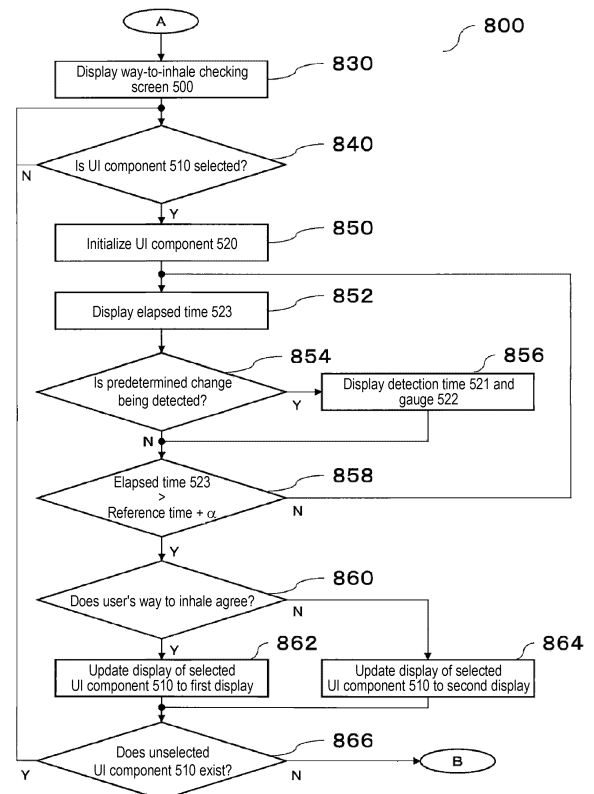 A
800
Display way-to-inhale checking
screen 500
830
Is UI component 510 selected?
840
N
Y
Initialize UI component 520
850
Display elapsed time 523
852
Is predetermined change
being detected?
854
Y
N
Display detection time 521 and
gauge 522
856
Elapsed time 523
>
Reference time + α
858
N
Y
Does user's way to inhale agree?
860
N
Y
Update display of selected
UI component 510 to first display
862
Update display of selected
UI component 510 to second display
864
Does unselected
UI component 510 exist?
866
Y
N
B